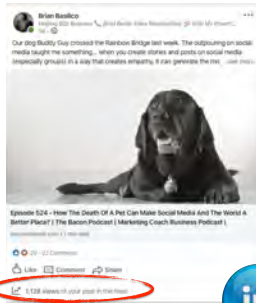 Brian Basilico
Our dog Buddy Guy crossed the Rainbow Bridge last week. The outpouring on social
media taught me something... when you create stories and posts on social media
(especially groups) in a way that creates empathy, it can generate the
Episode 524 - How The Death Of A Pet Can Make Social Media And The World A
Better Place? | The Bacon Podcast | Marketing Coach Business Podcast |
Like Comment Share
1,128 views of your post in the feed
in